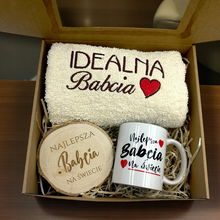 IDEALNA
Babcia
NAJLEPSZA
Babcia
NA ŚWIECIE
Najlepsza
Babcia
na świecie